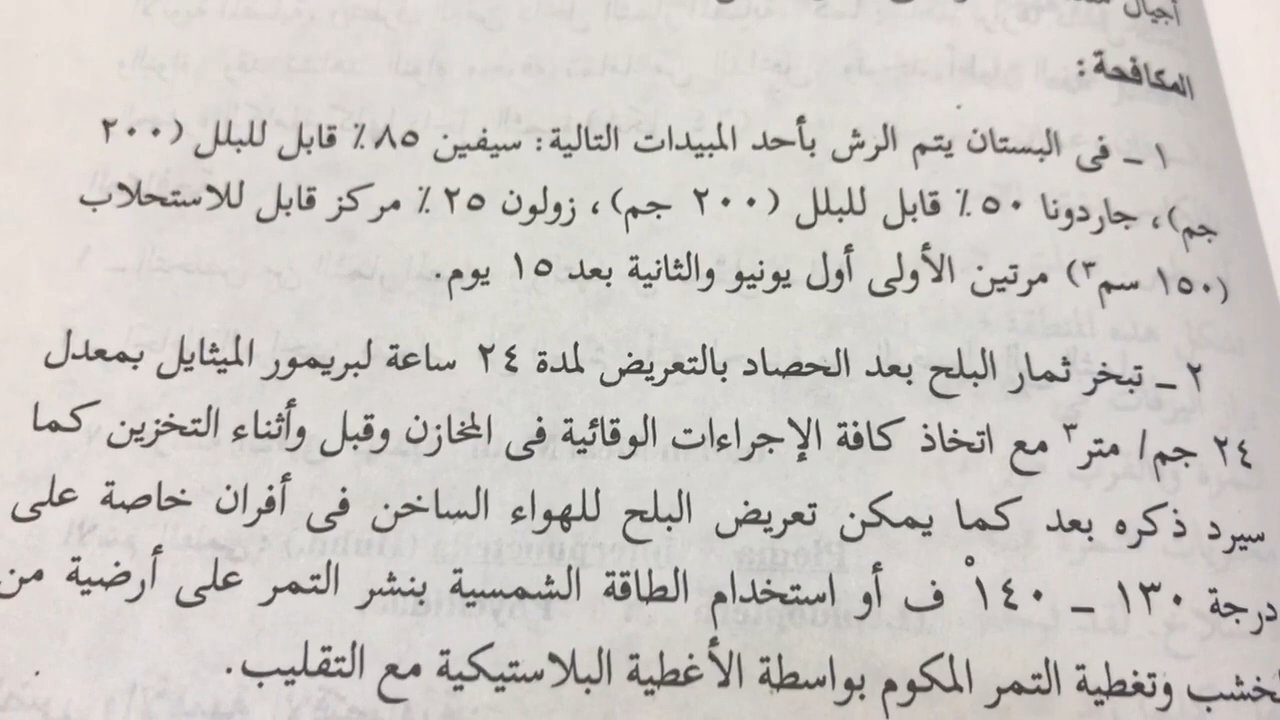 أجيال
المكافحة:
١ ـ فى البستان يتم الرش بأحد المبيدات التالية: سيفين ٨٥٪ قابل للبلل (٢٠٠
جم)، جاردونا ٥٠٪ قابل للبلل (٢٠٠ جم)، زولون ٢٥٪ مركز قابل للاستحلاب
(١٥٠ سم٣) مرتين الأولى أول يونيو والثانية بعد ١٥ يوم.
٢ ـ تبخر ثمار البلح بعد الحصاد بالتعريض لمدة ٢٤ ساعة لبريمور الميثايل بمعدل
٢٤ جم/ متر٣ مع اتخاذ كافة الإجراءات الوقائية فى المخازن وقبل وأثناء التخزين كما
سيرد ذكره بعد كما يمكن تعريض البلح للهواء الساخن فى أفران خاصة على
درجة ١٣٠ ـ ١٤٠° ف أو استخدام الطاقة الشمسية بنشر التمر على أرضية من
لخشب وتغطية التمر المكوم بواسطة الأغطية البلاستيكية مع التقليب.